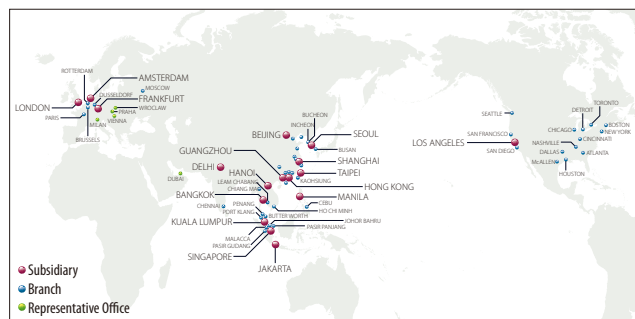 ROTTERDAM
AMSTERDAM
MOSCOW
DUSSELDORF
FRANKFURT
LONDON
WROCLAW
PRAHA
PARIS
VIENNA
MILAN
BRUSSELS
DUBAI
BUCHEON
INCHEON
BEIJING
SEOUL
BUSAN
GUANGZHOU
SHANGHAI
DELHI
TAIPEI
HANOI
KAOHSIUNG
LEAM CHABANG
HONG KONG
CHIANG MAI
BANGKOK
MANILA
CHENNAI
PENANG
CEBU
PORT KLANG
HO CHI MINH
BUTTER WORTH
KUALA LUMPUR
JOHOR BAHRU
MALACCA
PASIR PANJANG
PASIR GUDANG
SINGAPORE
JAKARTA
SEATTLE
TORONTO
DETROIT
CHICAGO
BOSTON
NEW YORK
SAN FRANCISCO
CINCINNATI
LOS ANGELES
NASHVILLE
SAN DIEGO
DALLAS
ATLANTA
McALLEN
HOUSTON
Subsidiary
Branch
Representative Office